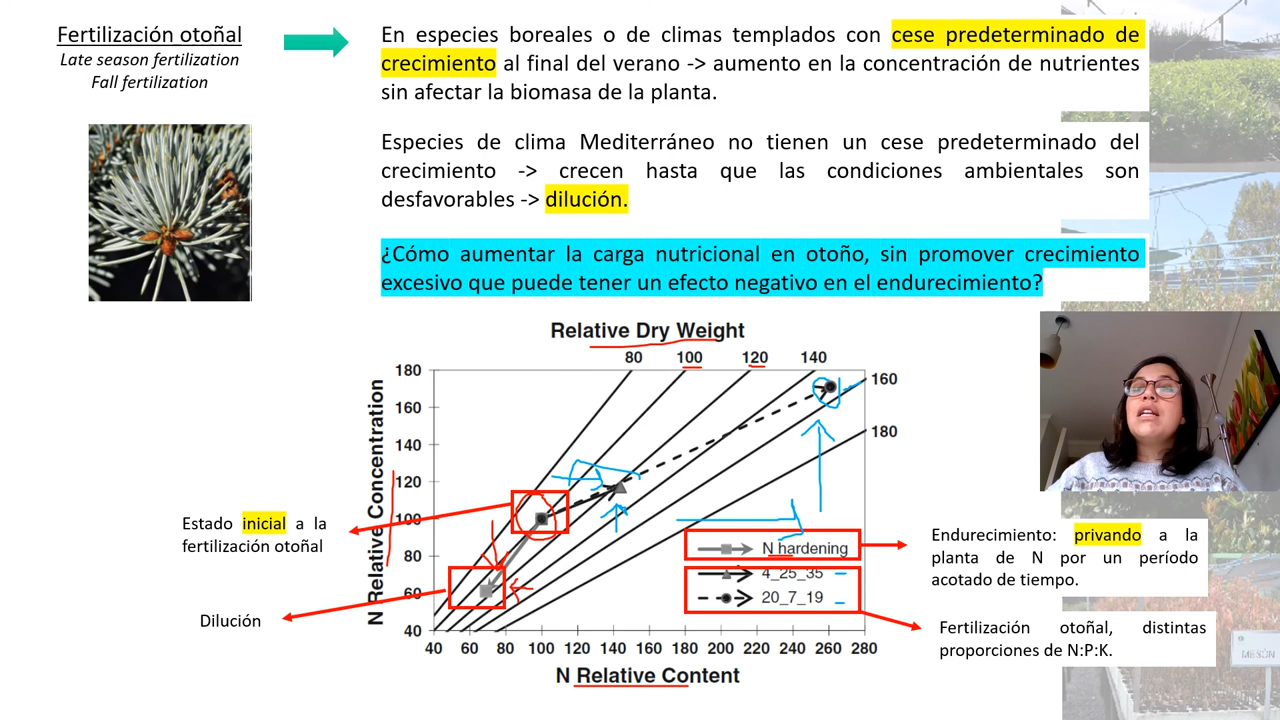 Fertilización otoñal
Late season fertilization
Fall fertilization
En especies boreales o de climas templados con cese predeterminado de
crecimiento al final del verano -> aumento en la concentración de nutrientes
sin afectar la biomasa de la planta.
Especies de clima Mediterráneo no tienen un cese predeterminado del
crecimiento -> crecen hasta que las condiciones ambientales son
desfavorables -> dilución.
¿Cómo aumentar la carga nutricional en otoño, sin promover crecimiento
excesivo que puede tener un efecto negativo en el endurecimiento?
Relative Dry Weight
80 100 120 140
160
180
N Relative Concentration
180
160
140
120
100
80
60
40
40 60 80 100 120 140 160 180 200 220 240 260 280
N Relative Content
N hardening
4_25_35
20_7_19
Estado inicial a la
fertilización otoñal
Dilución
Endurecimiento: privando a la
planta de N por un período
acotado de tiempo.
Fertilización otoñal, distintas
proporciones de N:P:K.
MESÓN